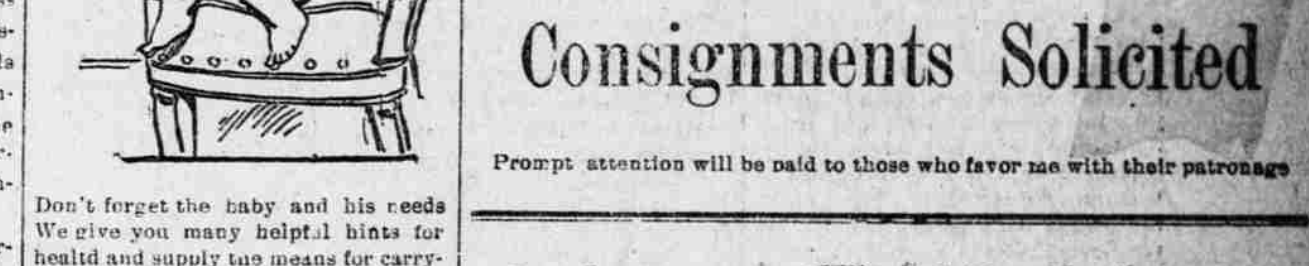 Don't forget the baby and his needs
We give you many helpful hints for
healtd and supply the means for carry-
Consignments Solicited
Prompt attention will be paid to those who favor me with their patronage